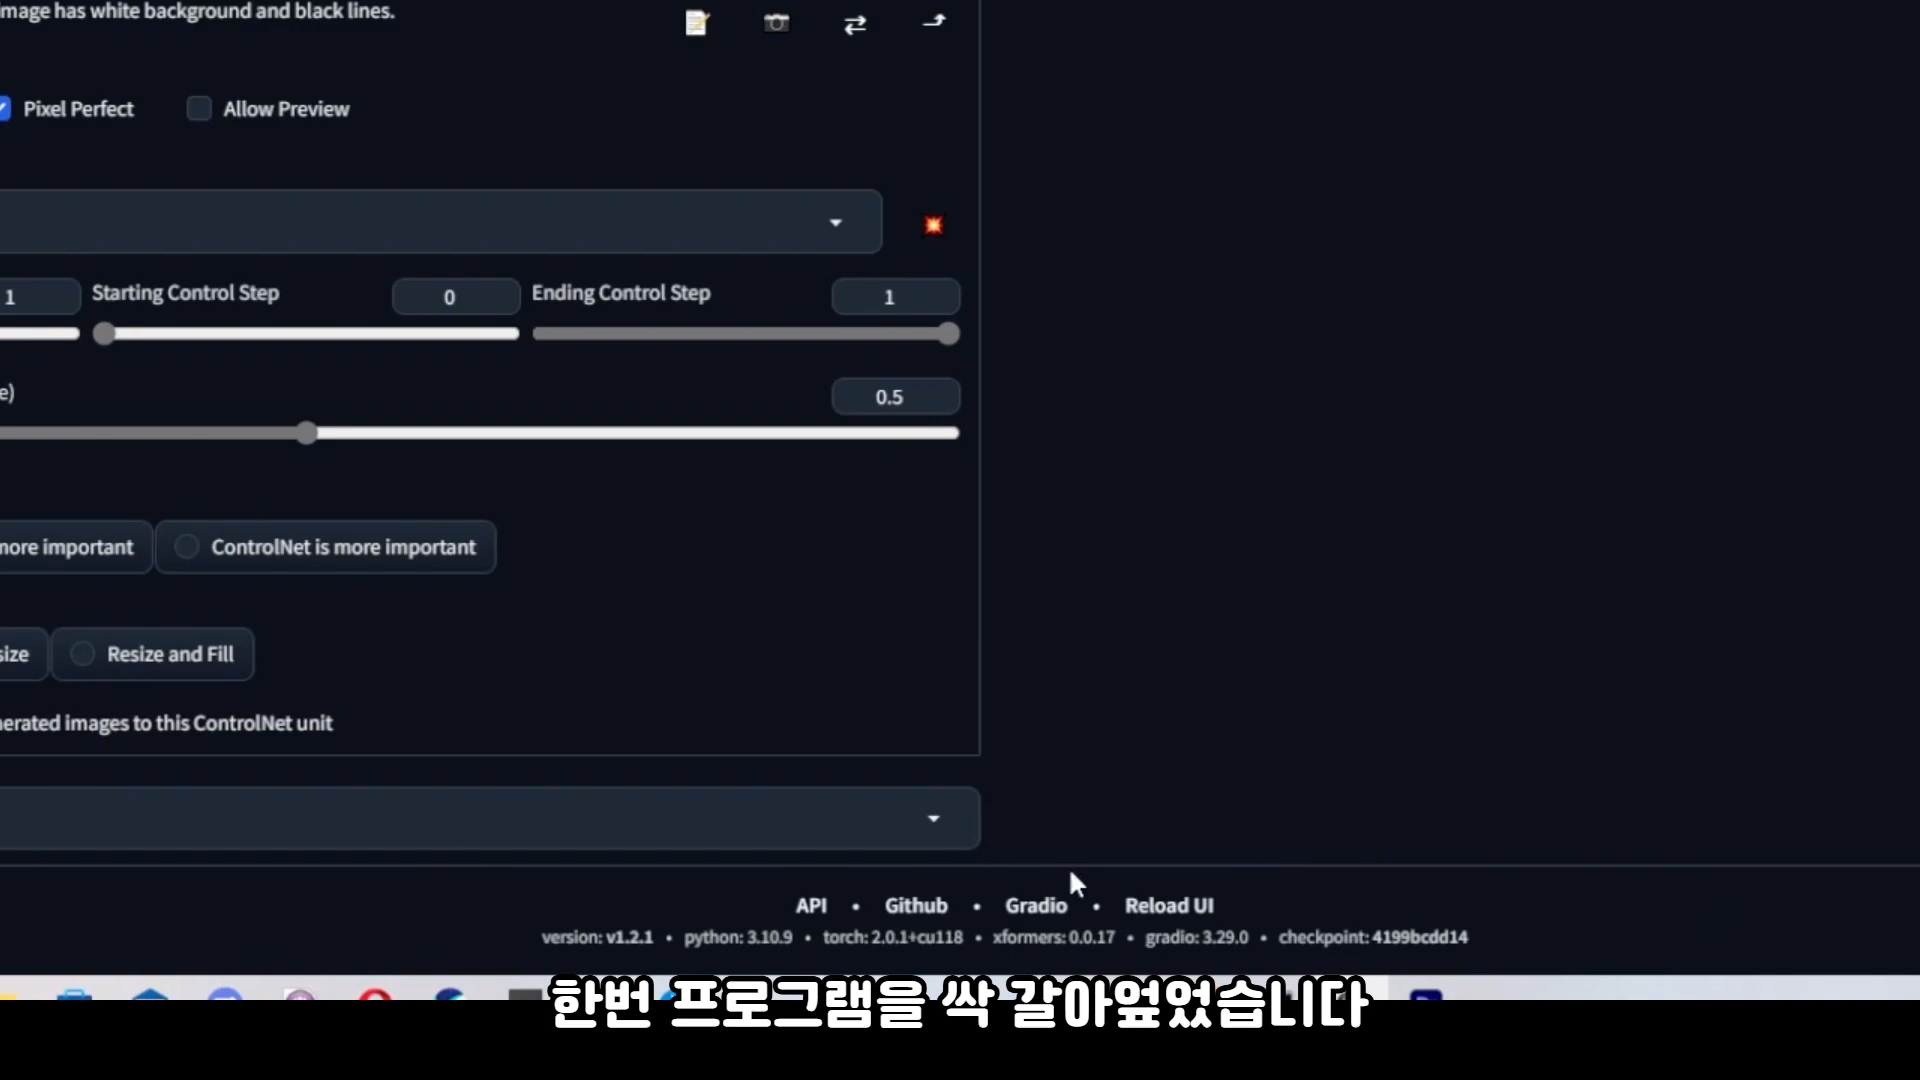 image has white background and black lines.
Pixel Perfect Allow Preview
1 Starting Control Step 0 Ending Control Step 1
e) 0.5
more important ControlNet is more important
size Resize and Fill
nerated images to this ControlNet unit
API • Github • Gradio • Reload UI
version: v1.2.1 • python: 3.10.9 • torch: 2.0.1+cu118 • xformers: 0.0.17 • gradio: 3.29.0 • checkpoint: 4199bcdd14
한번 프로그램을 싹 갈아엎었습니다